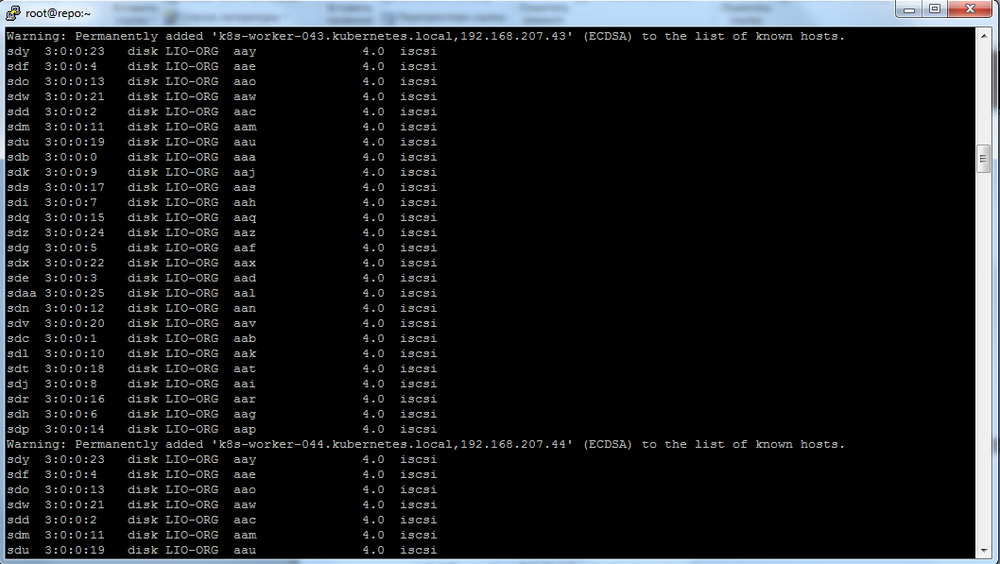 root@repo:~
Warning: Permanently added 'k8s-worker-043.kubernetes.local,192.168.207.43' (ECDSA) to the list of known hosts.
sdy  3:0:0:23   disk LIO-ORG  aay              4.0  iscsi
sdf  3:0:0:4    disk LIO-ORG  aae              4.0  iscsi
sdo  3:0:0:13   disk LIO-ORG  aao              4.0  iscsi
sdw  3:0:0:21   disk LIO-ORG  aaw              4.0  iscsi
sdd  3:0:0:2    disk LIO-ORG  aac              4.0  iscsi
sdm  3:0:0:11   disk LIO-ORG  aam              4.0  iscsi
sdu  3:0:0:19   disk LIO-ORG  aau              4.0  iscsi
sdb  3:0:0:0    disk LIO-ORG  aaa              4.0  iscsi
sdk  3:0:0:9    disk LIO-ORG  aaj              4.0  iscsi
sds  3:0:0:17   disk LIO-ORG  aas              4.0  iscsi
sdi  3:0:0:7    disk LIO-ORG  aah              4.0  iscsi
sdq  3:0:0:15   disk LIO-ORG  aaq              4.0  iscsi
sdz  3:0:0:24   disk LIO-ORG  aaz              4.0  iscsi
sdg  3:0:0:5    disk LIO-ORG  aaf              4.0  iscsi
sdx  3:0:0:22   disk LIO-ORG  aax              4.0  iscsi
sde  3:0:0:3    disk LIO-ORG  aad              4.0  iscsi
sdaa 3:0:0:25   disk LIO-ORG  aal              4.0  iscsi
sdn  3:0:0:12   disk LIO-ORG  aan              4.0  iscsi
sdv  3:0:0:20   disk LIO-ORG  aav              4.0  iscsi
sdc  3:0:0:1    disk LIO-ORG  aab              4.0  iscsi
sdl  3:0:0:10   disk LIO-ORG  aak              4.0  iscsi
sdt  3:0:0:18   disk LIO-ORG  aat              4.0  iscsi
sdj  3:0:0:8    disk LIO-ORG  aai              4.0  iscsi
sdr  3:0:0:16   disk LIO-ORG  aar              4.0  iscsi
sdh  3:0:0:6    disk LIO-ORG  aag              4.0  iscsi
sdp  3:0:0:14   disk LIO-ORG  aap              4.0  iscsi
Warning: Permanently added 'k8s-worker-044.kubernetes.local,192.168.207.44' (ECDSA) to the list of known hosts.
sdy  3:0:0:23   disk LIO-ORG  aay              4.0  iscsi
sdf  3:0:0:4    disk LIO-ORG  aae              4.0  iscsi
sdo  3:0:0:13   disk LIO-ORG  aao              4.0  iscsi
sdw  3:0:0:21   disk LIO-ORG  aaw              4.0  iscsi
sdd  3:0:0:2    disk LIO-ORG  aac              4.0  iscsi
sdm  3:0:0:11   disk LIO-ORG  aam              4.0  iscsi
sdu  3:0:0:19   disk LIO-ORG  aau              4.0  iscsi